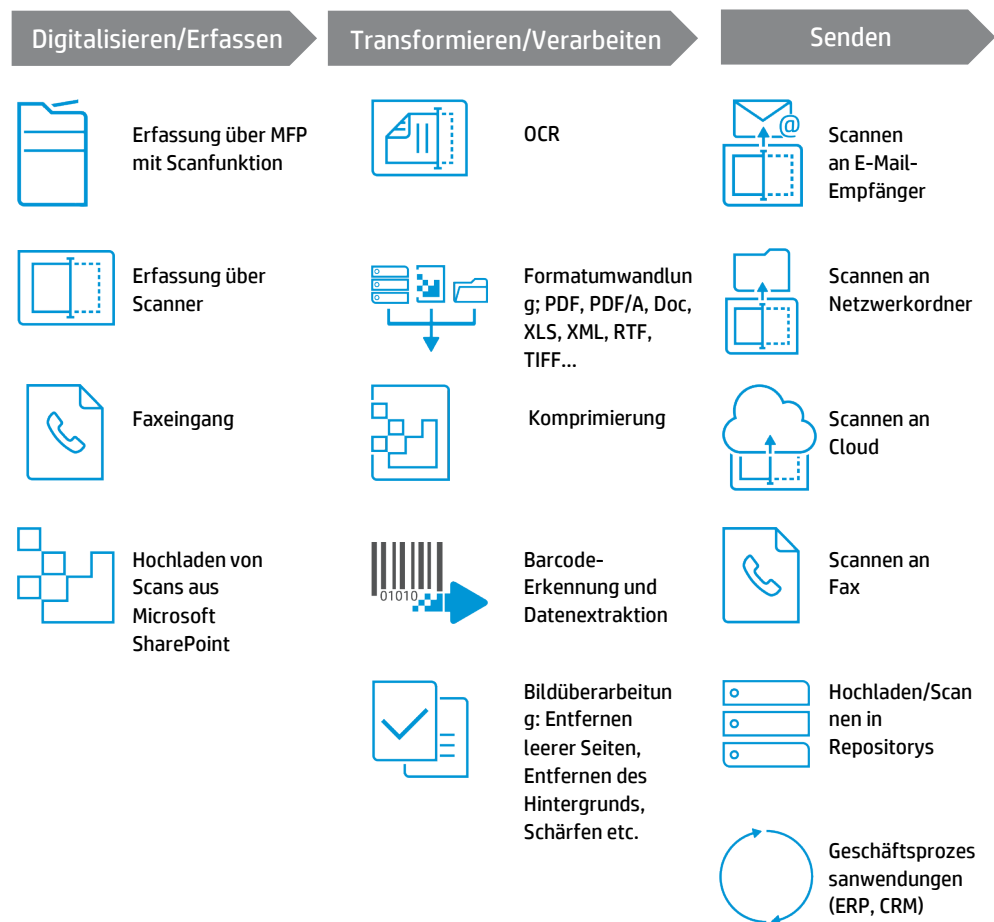 Digitalisieren/Erfassen
Transformieren/Verarbeiten
Senden
Erfassung über MFP
mit Scanfunktion
Erfassung über
Scanner
Faxeingang
Hochladen von
Scans aus
Microsoft
SharePoint
OCR
Formatumwandlun
g; PDF, PDF/A, Doc,
XLS, XML, RTF,
TIFF...
Komprimierung
01010
Barcode-
Erkennung und
Datenextraktion
Bildüberarbeitun
g: Entfernen
leerer Seiten,
Entfernen des
Hintergrunds,
Schärfen etc.
@
Scannen
an E-Mail-
Empfänger
Scannen an
Netzwerkordner
Scannen an
Cloud
Scannen an
Fax
Hochladen/Scan
nen in
Repositorys
Geschäftsprozes
sanwendungen
(ERP, CRM)